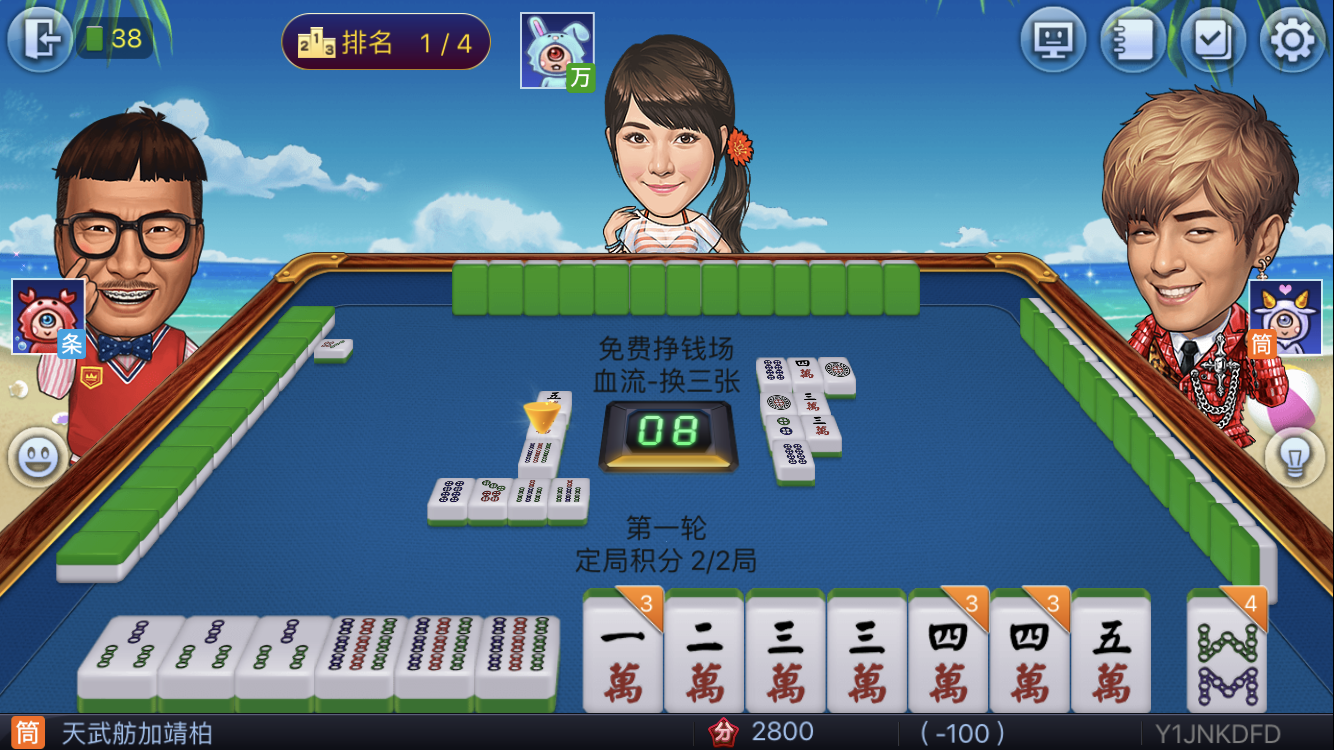 38
排名 1 / 4
万
条
筒
免费挣钱场
血流-换三张
08
第一轮
定局积分 2/2局
3
3
3
4
一 二 三 三 四 四 五
萬 萬 萬 萬 萬 萬 萬
筒 天武舫加靖柏
分 2800
( -100 )
Y1JNKDFD